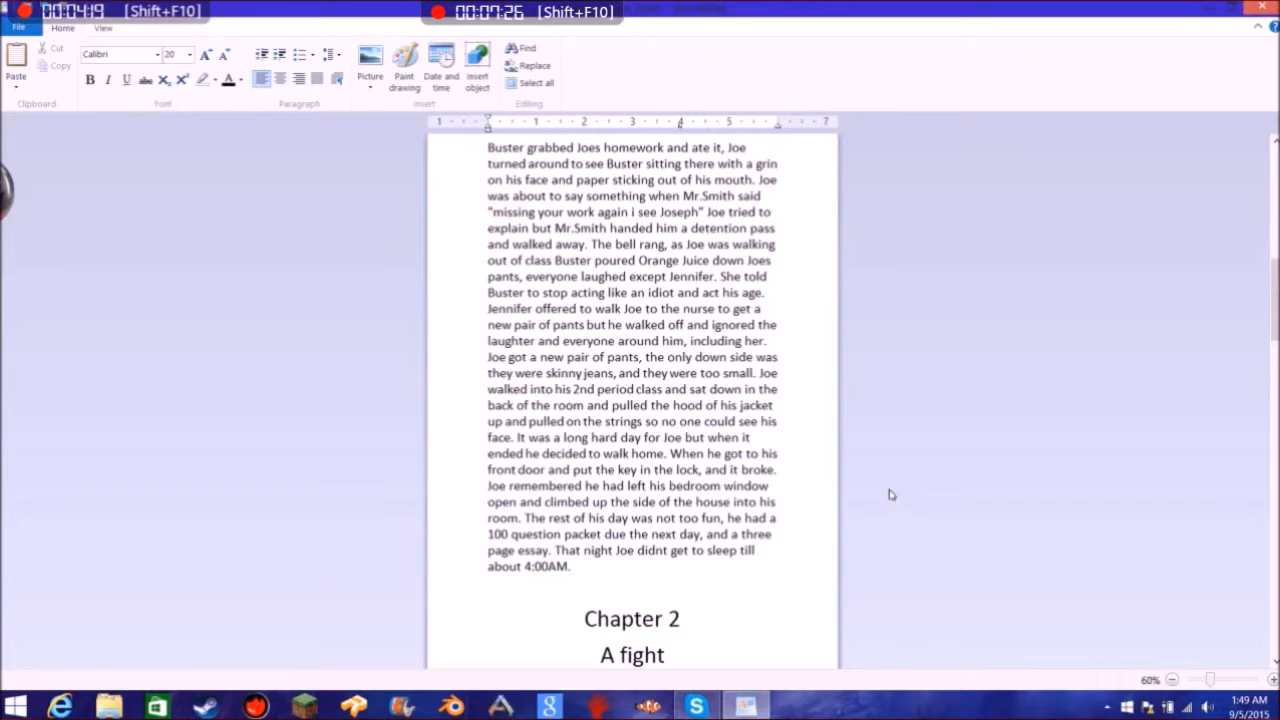 00:04:19 [Shift+F10]
00:07:26 [Shift+F10]
File Home View
Paste
Cut
Copy
Clipboard
Calibri 20
B I U abc X₂ X² A
Font
Paragraph
Picture
Paint drawing
Date and time
Insert object
Insert
Find
Replace
Select all
Editing
1 1 2 3 4 5 7
Buster grabbed Joes homework and ate it, Joe
turned around to see Buster sitting there with a grin
on his face and paper sticking out of his mouth. Joe
was about to say something when Mr.Smith said
"missing your work again i see Joseph" Joe tried to
explain but Mr.Smith handed him a detention pass
and walked away. The bell rang, as Joe was walking
out of class Buster poured Orange Juice down Joes
pants, everyone laughed except Jennifer. She told
Buster to stop acting like an idiot and act his age.
Jennifer offered to walk Joe to the nurse to get a
new pair of pants but he walked off and ignored the
laughter and everyone around him, including her.
Joe got a new pair of pants, the only down side was
they were skinny jeans, and they were too small. Joe
walked into his 2nd period class and sat down in the
back of the room and pulled the hood of his jacket
up and pulled on the strings so no one could see his
face. It was a long hard day for Joe but when it
ended he decided to walk home. When he got to his
front door and put the key in the lock, and it broke.
Joe remembered he had left his bedroom window
open and climbed up the side of the house into his
room. The rest of his day was not too fun, he had a
100 question packet due the next day, and a three
page essay. That night Joe didnt get to sleep till
about 4:00AM.
Chapter 2
A fight
60%
1:49 AM
9/5/2015